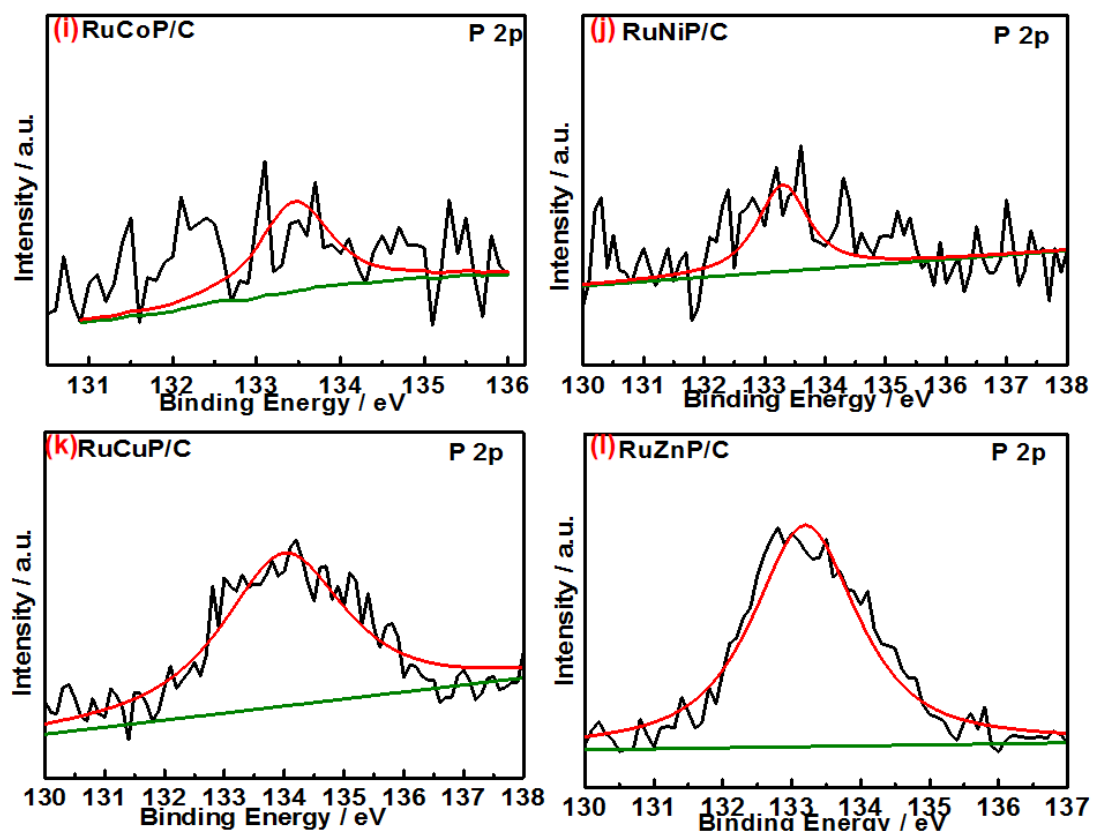 (i) RuCoP/C P 2p
Intensity / a.u.
131 132 133 134 135 136
Binding Energy / eV
(j) RuNiP/C P 2p
Intensity / a.u.
130 131 132 133 134 135 136 137 138
Binding Energy / eV
(k) RuCuP/C P 2p
Intensity / a.u.
130 131 132 133 134 135 136 137 138
Binding Energy / eV
(l) RuZnP/C P 2p
Intensity / a.u.
130 131 132 133 134 135 136 137
Binding Energy / eV